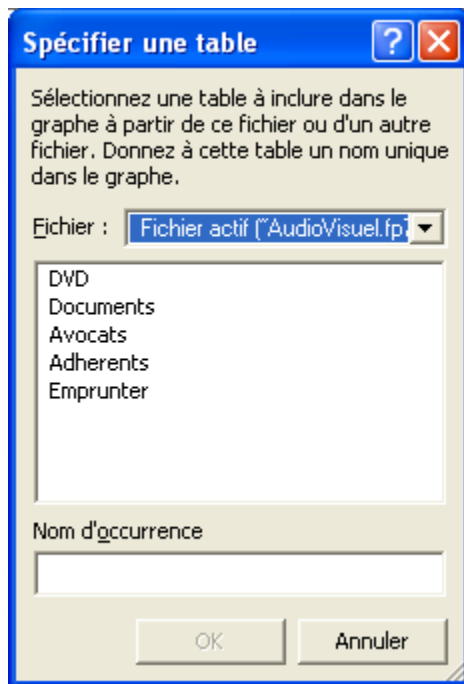 Spécifier une table
Sélectionnez une table à inclure dans le
graphe à partir de ce fichier ou d'un autre
fichier. Donnez à cette table un nom unique
dans le graphe.
Fichier : Fichier actif ("AudioVisuel.fp7
DVD
Documents
Avocats
Adherents
Emprunter
Nom d'occurrence
OK Annuler